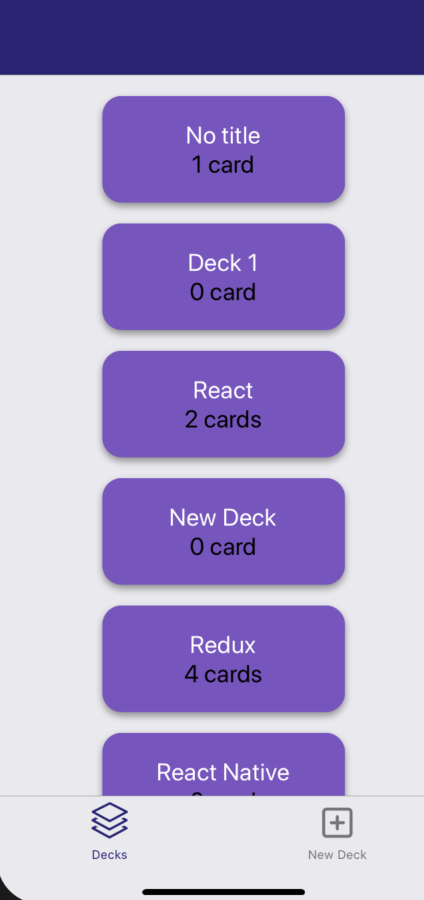 No title
1 card
Deck 1
0 card
React
2 cards
New Deck
0 card
Redux
4 cards
React Native
Decks
New Deck